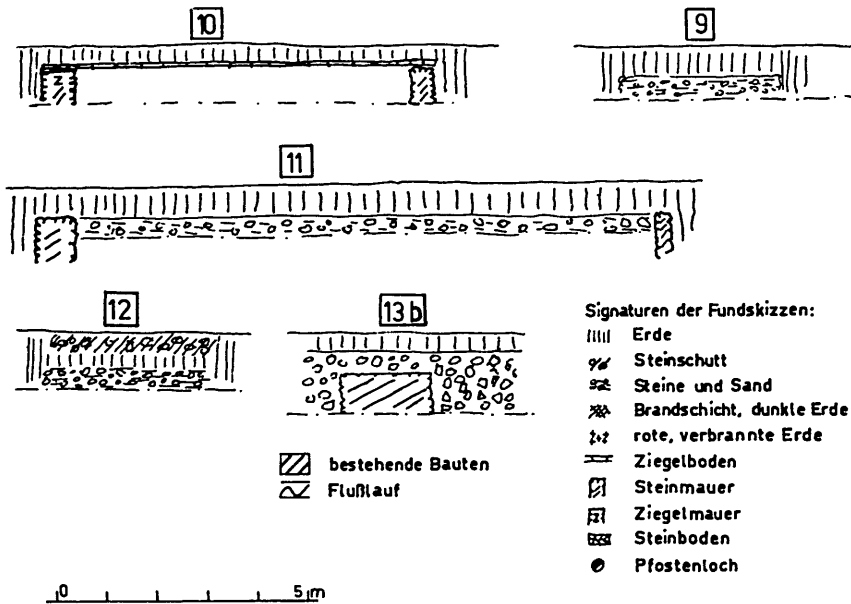 10
9
11
12
13b
Signaturen der Fundskizzen:
Erde
Steinschutt
Steine und Sand
Brandschicht, dunkle Erde
rote, verbrannte Erde
Ziegelboden
Steinmauer
Ziegelmauer
Steinboden
Pfostenloch
bestehende Bauten
Flußlauf
0 5 m